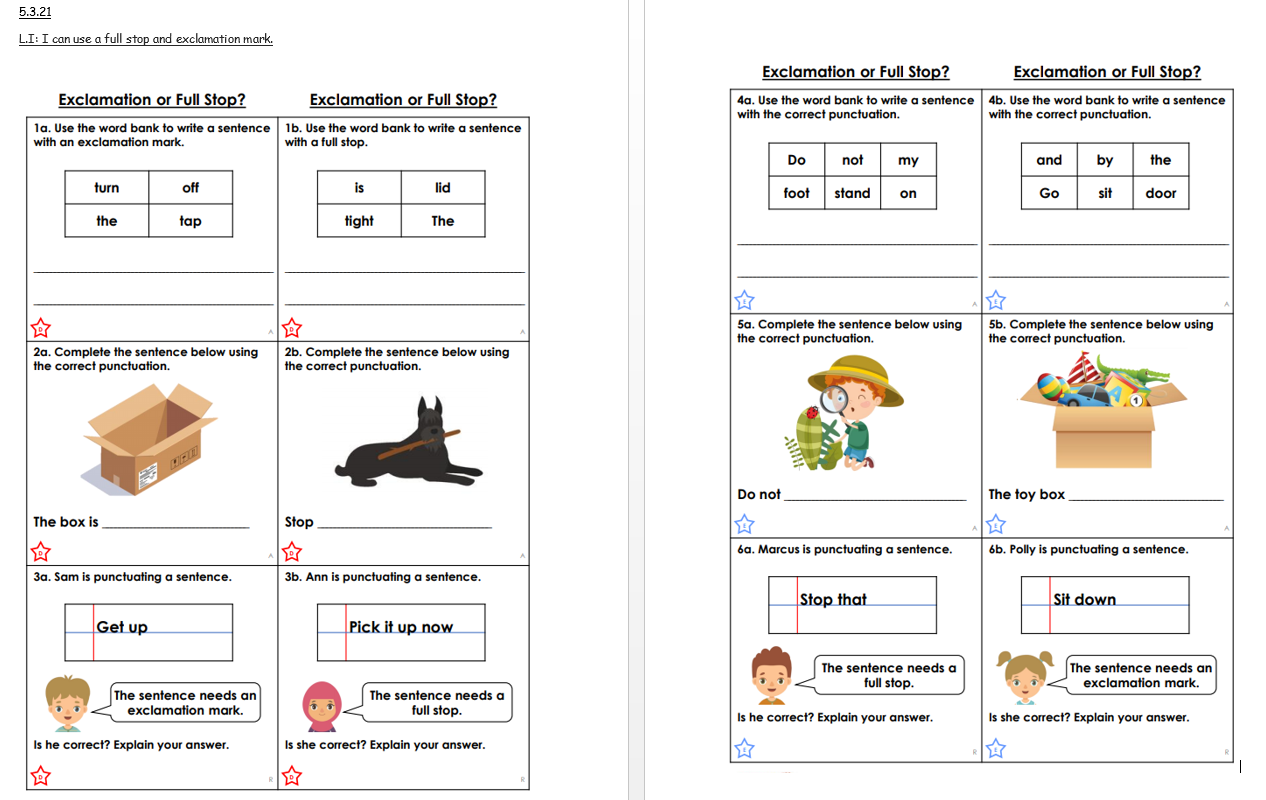 5.3.21
L.I: I can use a full stop and exclamation mark.
Exclamation or Full Stop?
Exclamation or Full Stop?
1a. Use the word bank to write a sentence
with an exclamation mark.
turn off
the tap
D
A
1b. Use the word bank to write a sentence
with a full stop.
is lid
tight The
D
A
2a. Complete the sentence below using
the correct punctuation.
The box is
D
A
2b. Complete the sentence below using
the correct punctuation.
Stop
D
A
3a. Sam is punctuating a sentence.
Get up
The sentence needs an
exclamation mark.
Is he correct? Explain your answer.
D
R
3b. Ann is punctuating a sentence.
Pick it up now
The sentence needs a
full stop.
Is she correct? Explain your answer.
D
R
Exclamation or Full Stop?
Exclamation or Full Stop?
4a. Use the word bank to write a sentence
with the correct punctuation.
Do not my
foot stand on
E
A
4b. Use the word bank to write a sentence
with the correct punctuation.
and by the
Go sit door
E
A
5a. Complete the sentence below using
the correct punctuation.
Do not
E
A
5b. Complete the sentence below using
the correct punctuation.
A
1
The toy box
E
A
6a. Marcus is punctuating a sentence.
Stop that
The sentence needs a
full stop.
Is he correct? Explain your answer.
E
R
6b. Polly is punctuating a sentence.
Sit down
The sentence needs an
exclamation mark.
Is she correct? Explain your answer.
E
R